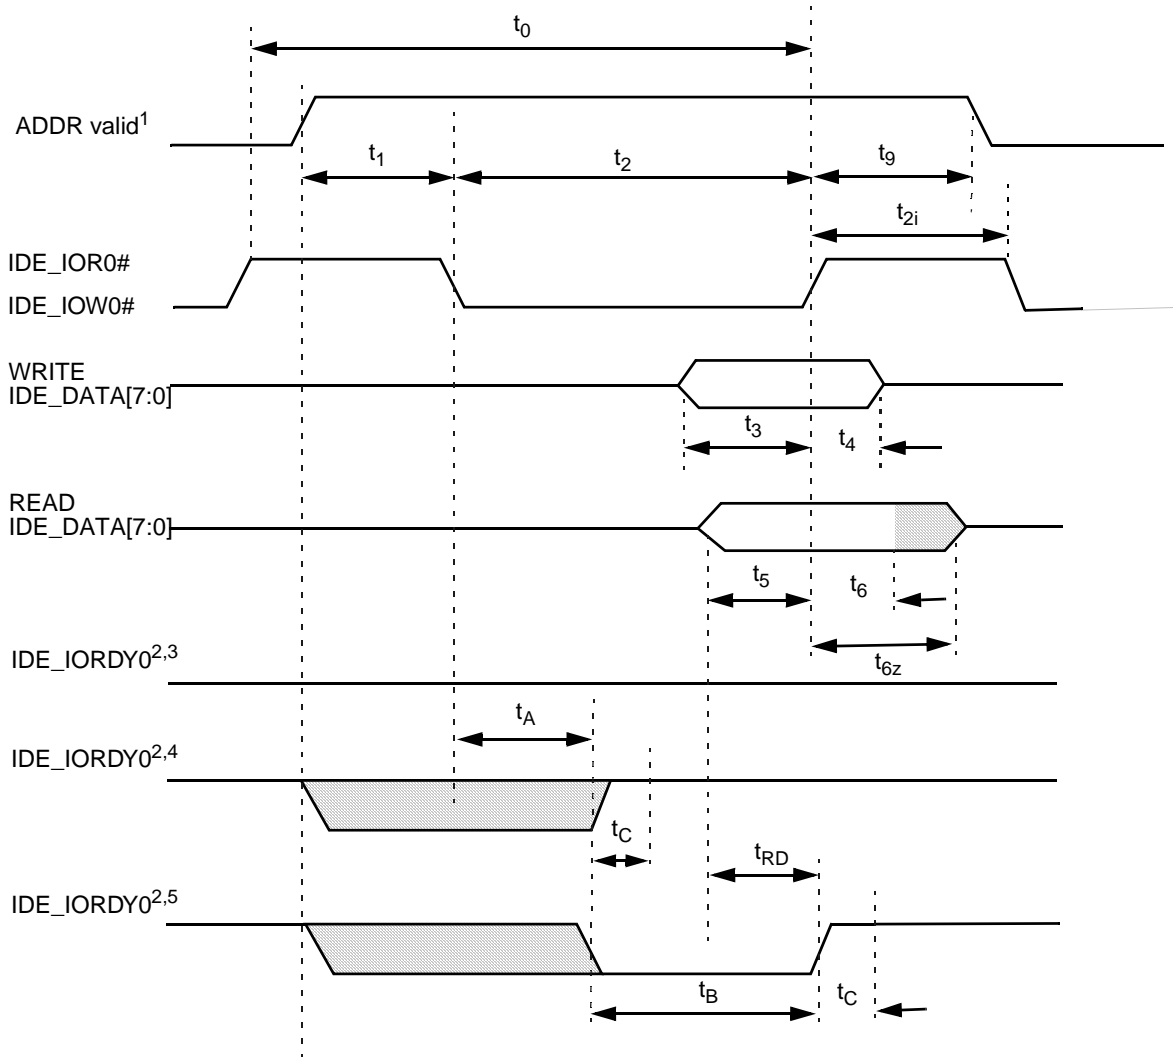 t0
ADDR valid1
t1
t2
t9
t2i
IDE_IOR0#
IDE_IOW0#
WRITE
IDE_DATA[7:0]
t3
t4
READ
IDE_DATA[7:0]
t5
t6
IDE_IORDY02,3
t6z
tA
IDE_IORDY02,4
tC
tRD
IDE_IORDY02,5
tB
tC